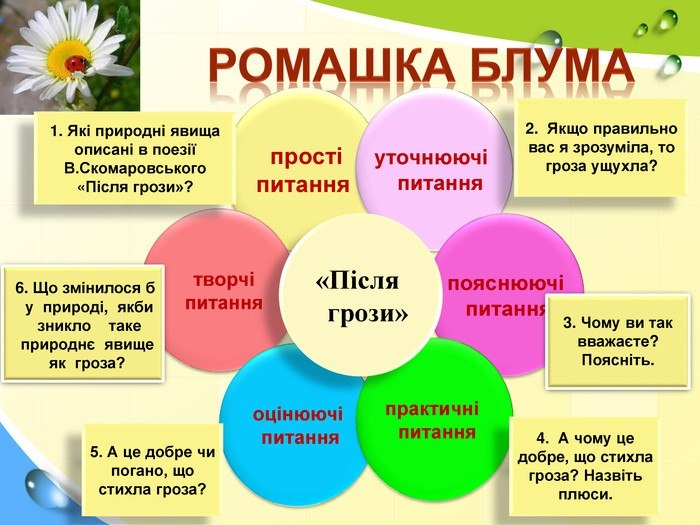 РОМАШКА БЛУМА
1. Які природні явища
описані в поезії
В.Скомаровського
«Після грози»?
прості
питання
уточнюючі
питання
2. Якщо правильно
вас я зрозуміла, то
гроза ущухла?
6. Що змінилося б
у природі, якби
зникло таке
природнє явище
як гроза?
творчі
питання
«Після
грози»
пояснюючі
питання
3. Чому ви так
вважаєте?
Поясніть.
5. А це добре чи
погано, що
стихла гроза?
оцінюючі
питання
практичні
питання
4. А чому це
добре, що стихла
гроза? Назвіть
плюси.